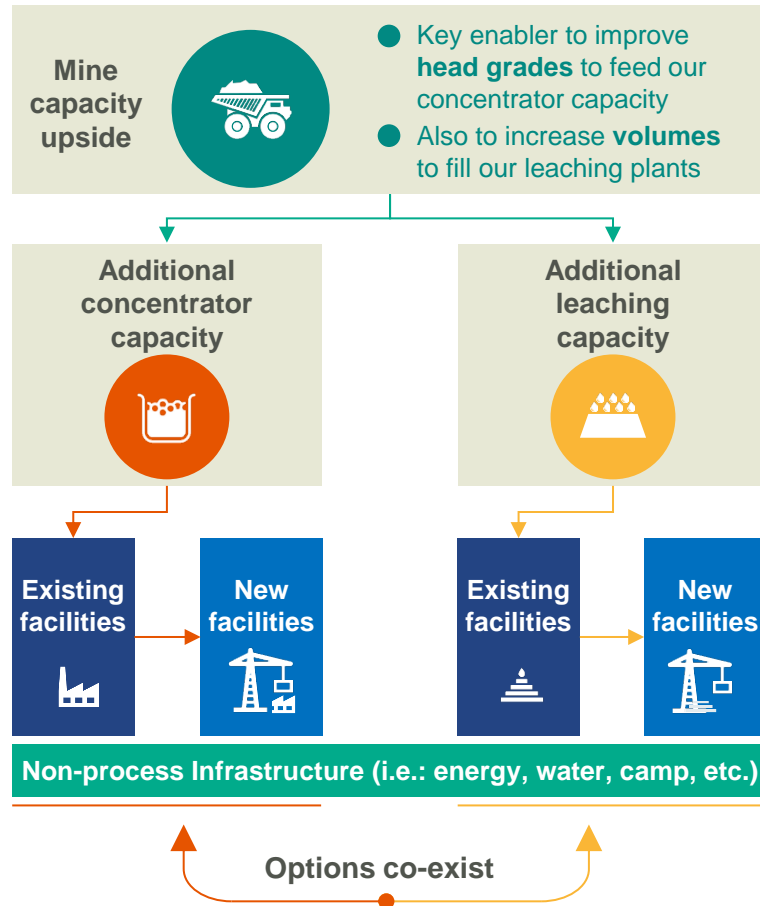 Mine
capacity
upside
Key enabler to improve
head grades to feed our
concentrator capacity
Also to increase volumes
to fill our leaching plants
Additional
concentrator
capacity
Additional
leaching
capacity
Existing
facilities
New
facilities
Existing
facilities
New
facilities
Non-process Infrastructure (i.e.: energy, water, camp, etc.)
Options co-exist